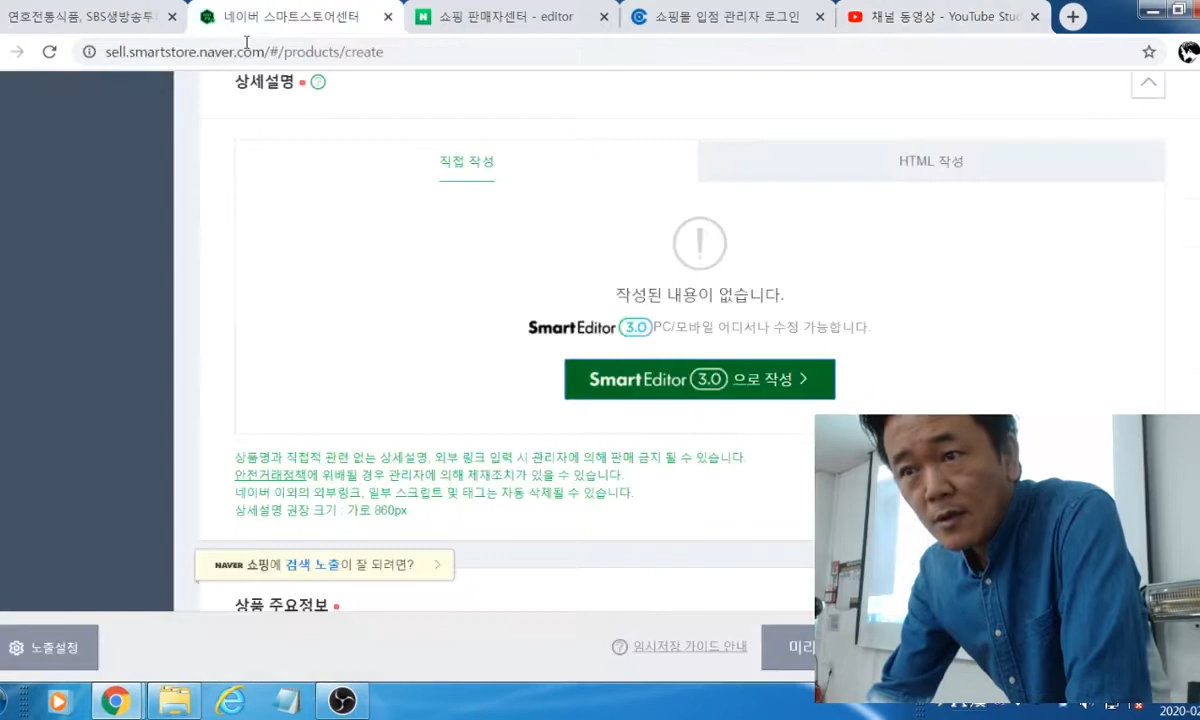 연호전통식품, SBS생방송투
네이버 스마트스토어센터
쇼핑 판매자센터 - editor
쇼핑몰 입점 관리자 로그인
채널 동영상 - YouTube Stud
sell.smartstore.naver.com/#/products/create
상세설명
직접 작성
HTML 작성
작성된 내용이 없습니다.
SmartEditor 3.0 PC/모바일 어디서나 수정 가능합니다.
SmartEditor 3.0 으로 작성 >
상품명과 직접적 관련 없는 상세설명, 외부 링크 입력 시 관리자에 의해 판매 금지 될 수 있습니다.
안전거래정책에 위배될 경우 관리자에 의해 제재조치가 있을 수 있습니다.
네이버 이외의 외부링크, 일부 스크립트 및 태그는 자동 삭제될 수 있습니다.
상세설명 권장 크기 : 가로 860px
NAVER 쇼핑에 검색 노출이 잘 되려면? >
상품 주요정보
노출설정
임시저장 가이드 안내
미리
2020-02